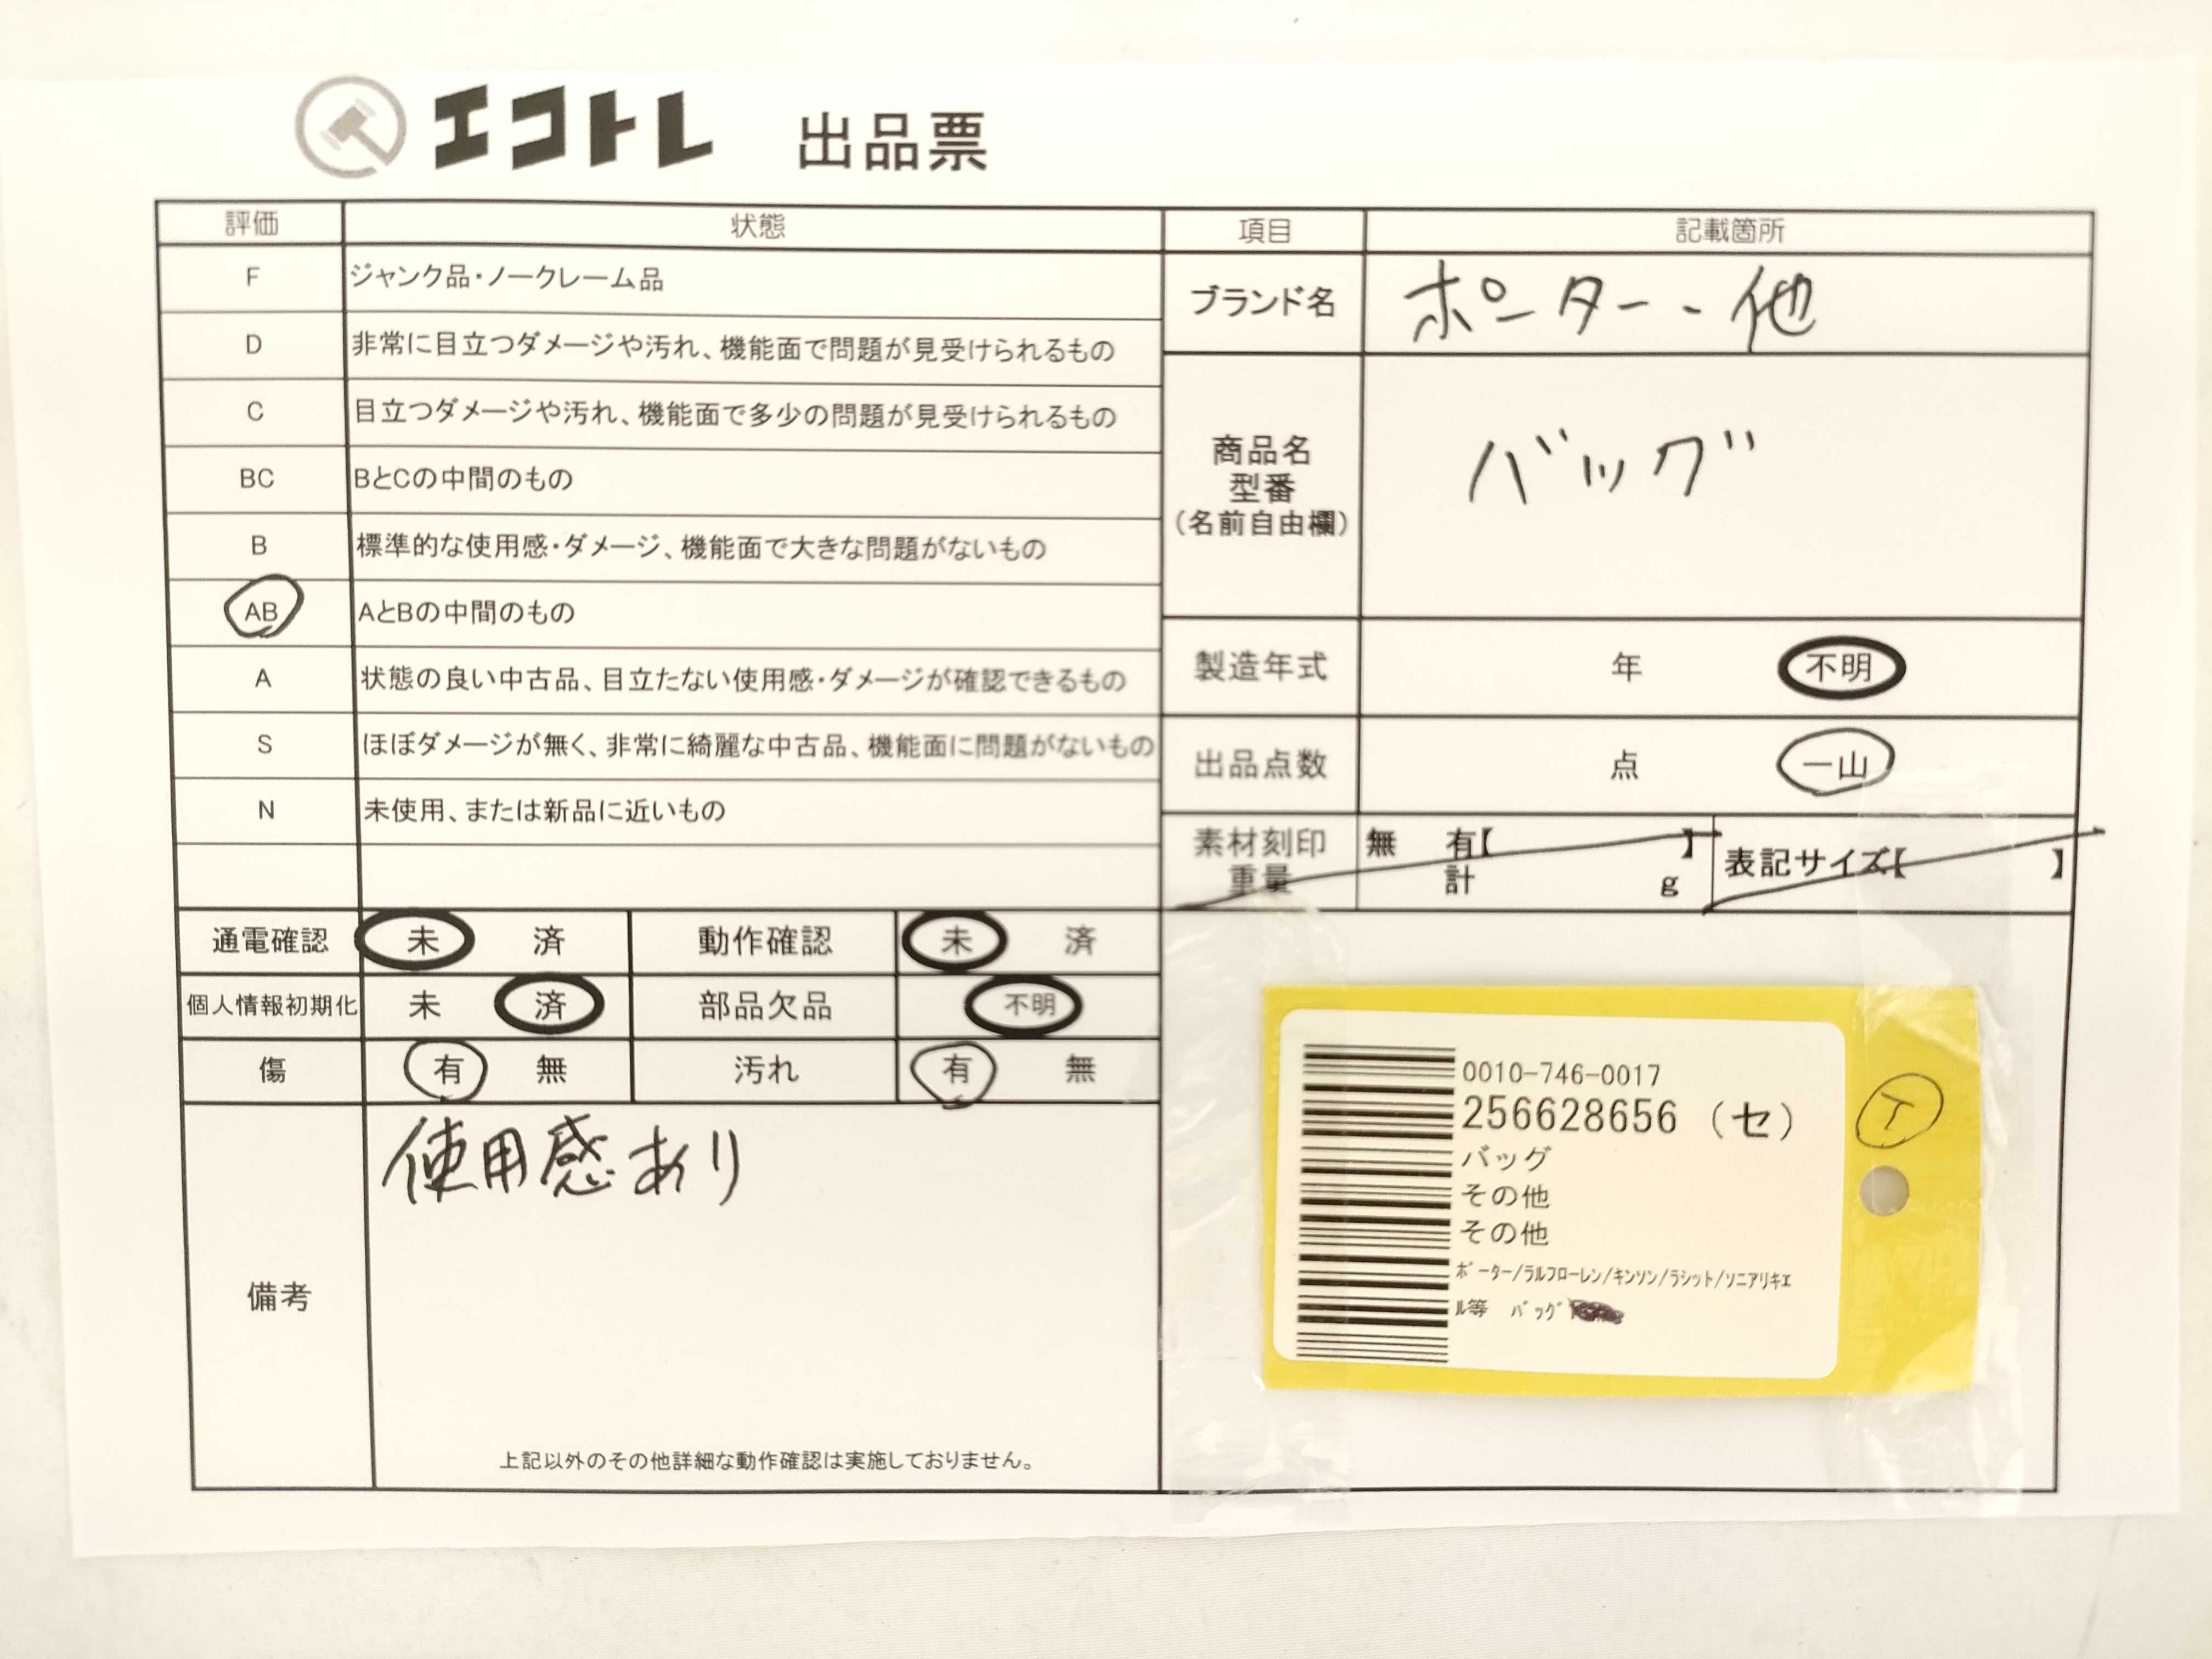 エコトレ 出品票
評価 状態
F ジャンク品・ノークレーム品
D 非常に目立つダメージや汚れ、機能面で問題が見受けられるもの
C 目立つダメージや汚れ、機能面で多少の問題が見受けられるもの
BC BとCの中間のもの
B 標準的な使用感・ダメージ、機能面で大きな問題がないもの
AB AとBの中間のもの
A 状態の良い中古品、目立たない使用感・ダメージが確認できるもの
S ほぼダメージが無く、非常に綺麗な中古品、機能面に問題がないもの
N 未使用、または新品に近いもの
通電確認 未 済 動作確認 未 済
個人情報初期化 未 済 部品欠品 不明
傷 有 無 汚れ 有 無
備考 使用感あり
上記以外のその他詳細な動作確認は実施しておりません。
項目 記載箇所
ブランド名 ポーター・他
商品名
型番
(名前自由欄)
バッグ
製造年式 年 不明
出品点数 点 一山
素材刻印 無 有【 】
重量 計 g
表記サイズ【 】
0010-746-0017
256628656 (セ)
バッグ
その他
その他
ポーター/ラルフローレン/キンソン/ラシット/ソニアリキエ
ル等 バッグ